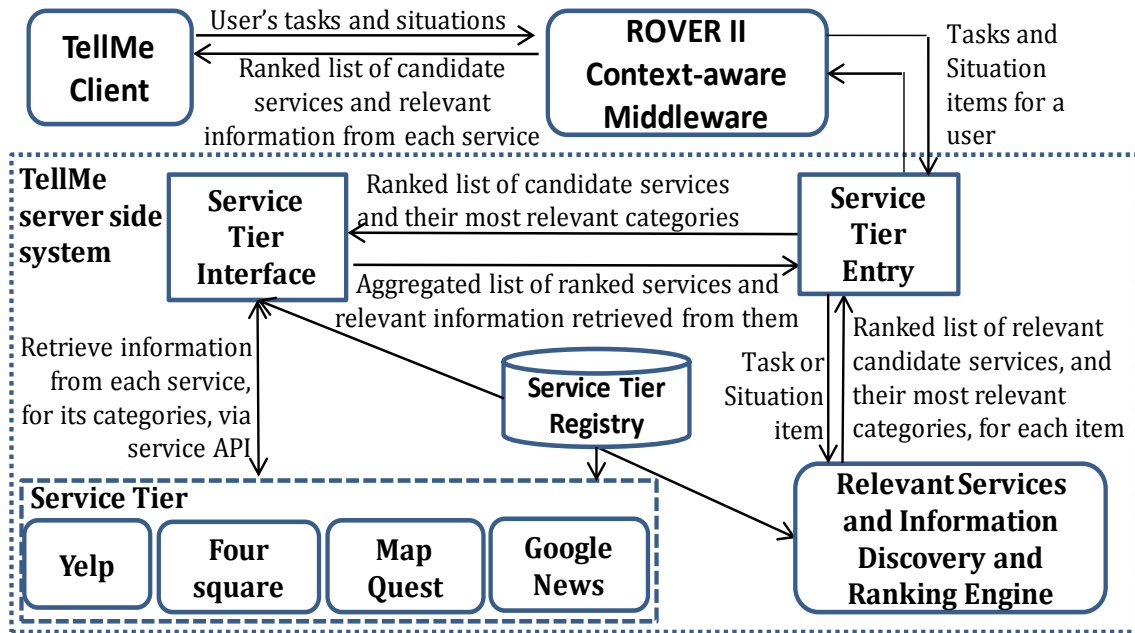 TellMe
Client
User's tasks and situations
Ranked list of candidate
services and relevant
information from each service
ROVER II
Context-aware
Middleware
Tasks and
Situation
items for a
user
TellMe
server side
system
Service
Tier
Interface
Ranked list of candidate services
and their most relevant categories
Service
Tier
Entry
Aggregated list of ranked services and
relevant information retrieved from them
Retrieve information
from each service,
for its categories, via
service API
Service Tier
Registry
Task or
Situation
item
Ranked list of relevant
candidate services, and
their most relevant
categories, for each item
Service Tier
Yelp
Four
square
Map
Quest
Google
News
Relevant Services
and Information
Discovery and
Ranking Engine